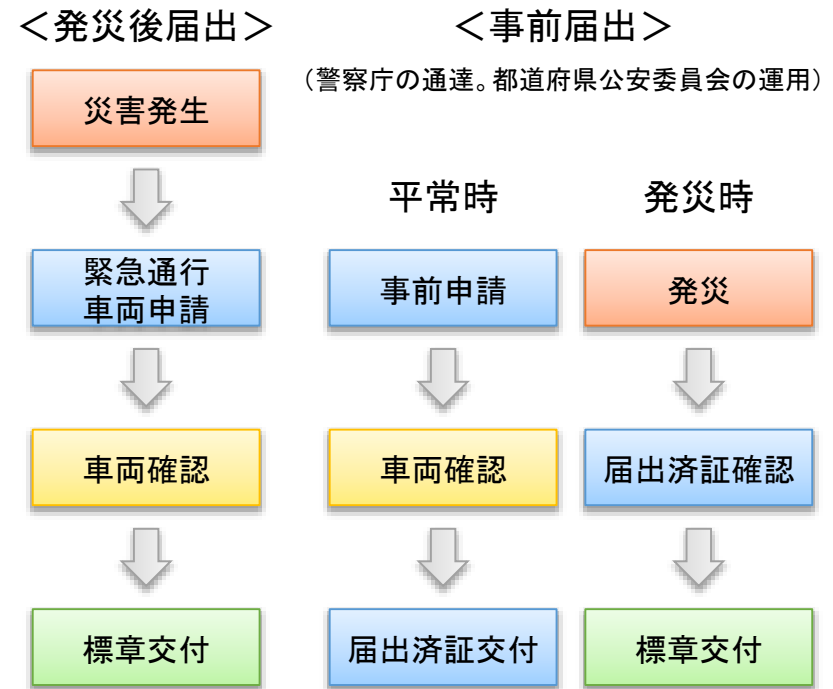 ＜発災後届出＞
災害発生
緊急通行
車両申請
車両確認
標章交付
＜事前届出＞
（警察庁の通達。都道府県公安委員会の運用）
平常時
事前申請
車両確認
届出済証交付
発災時
発災
届出済証確認
標章交付